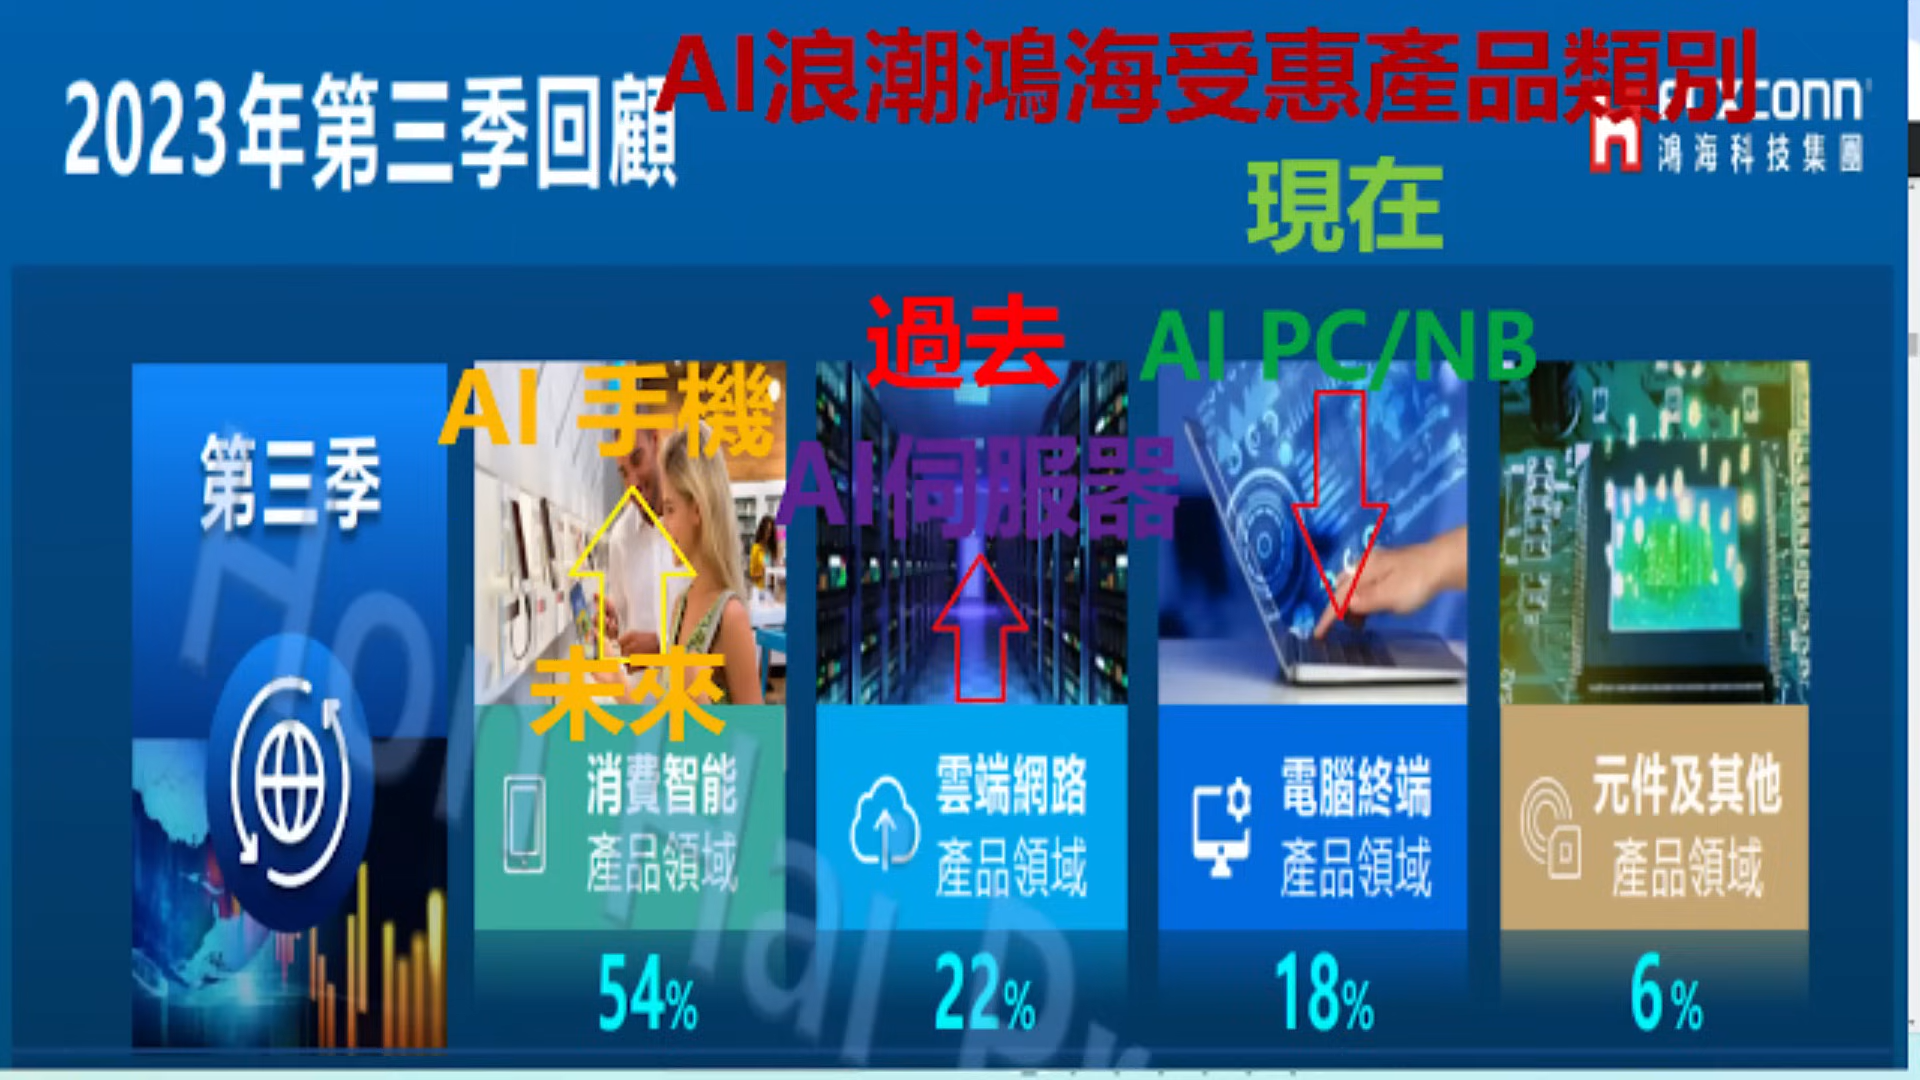 2023年第三季回顧
AI浪潮鴻海受惠產品類別
鴻海科技集團
現在
過去
AI PC/NB
AI 手機
AI伺服器
第三季
未來
消費智能
產品領域
雲端網路
產品領域
電腦終端
產品領域
元件及其他
產品領域
54%
22%
18%
6%
Hon Hai